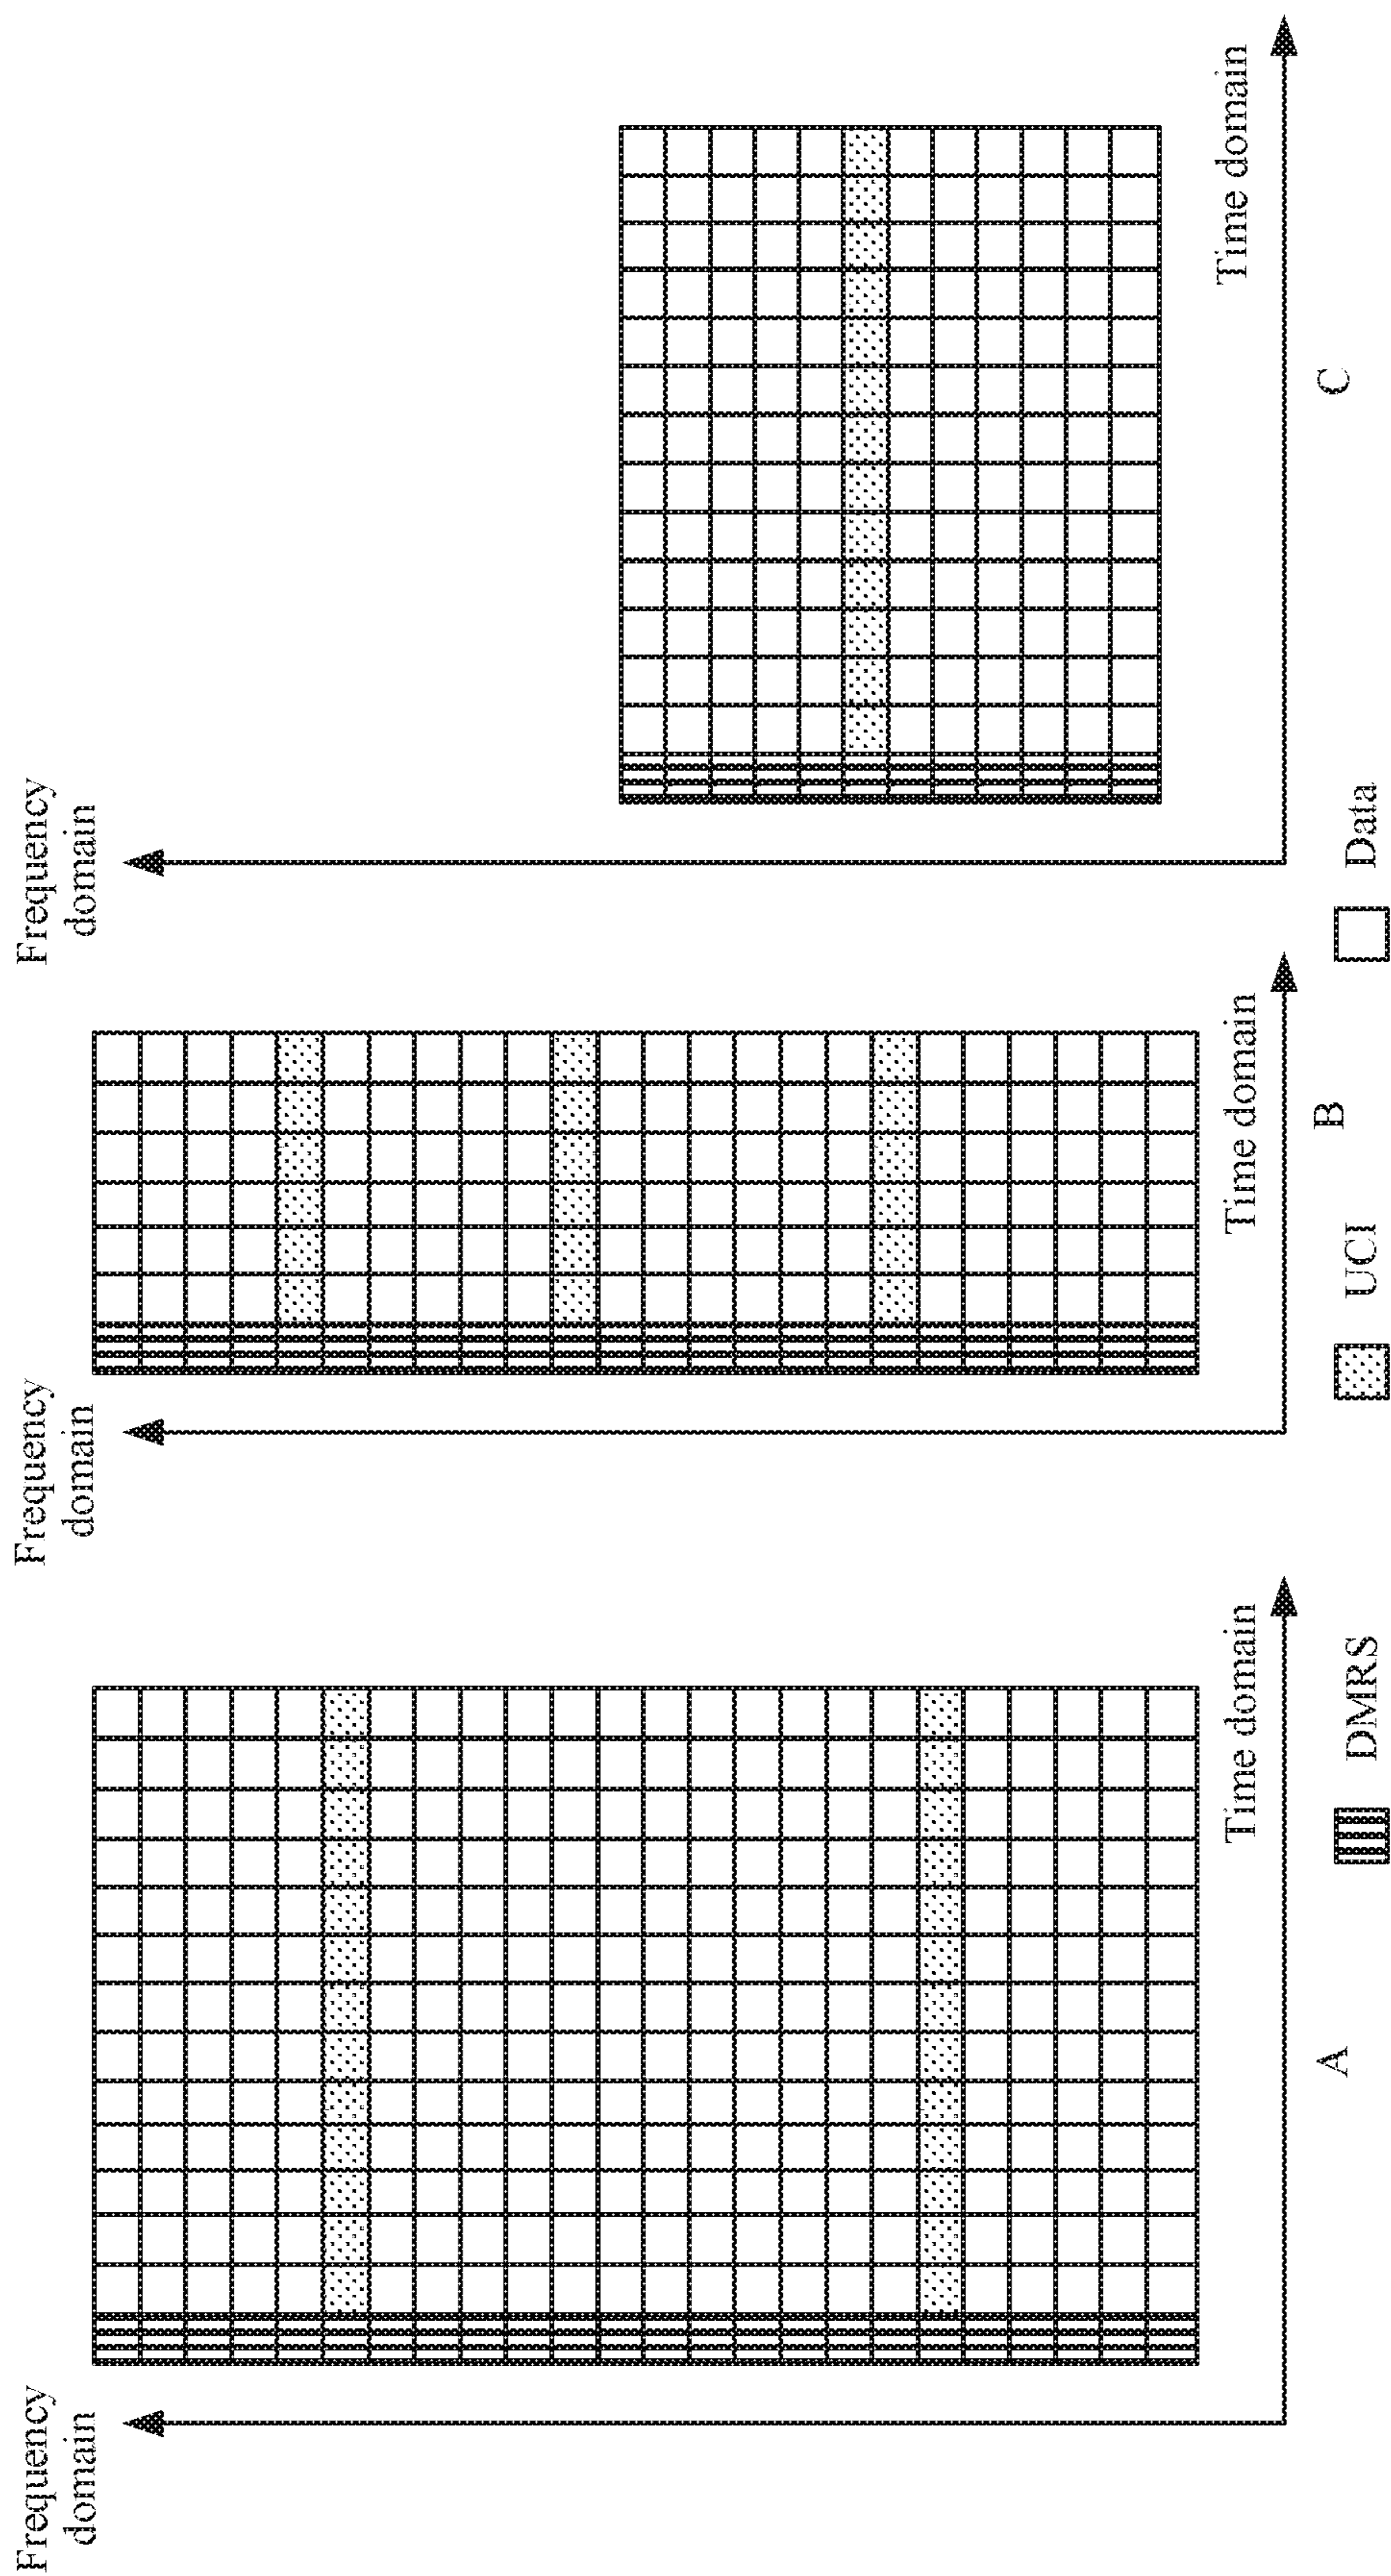 Frequency
domain
Time domain
A
Frequency
domain
Time domain
B
Frequency
domain
Time domain
C
DMRS
UCI
Data